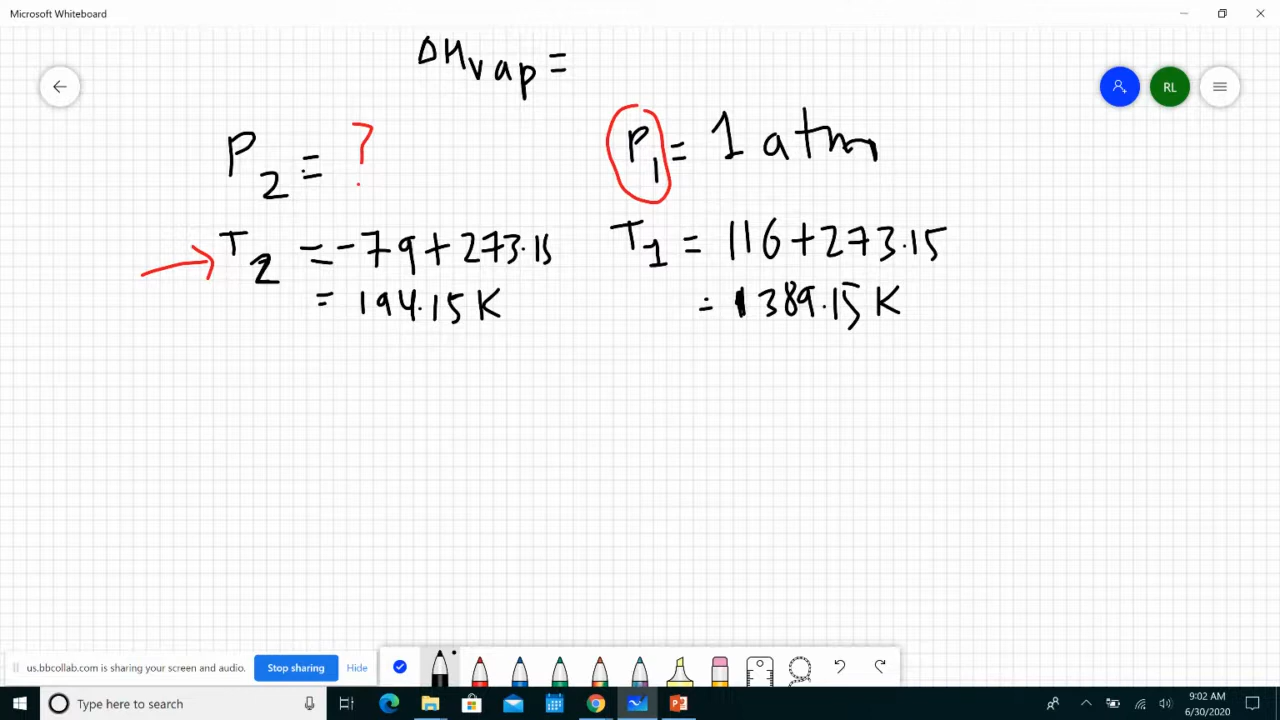 Microsoft Whiteboard
ΔHvap =
P2 = ?
P1 = 1 atm
RL
T2 = -79+273.15
= 194.15 K
T1 = 116+273.15
= 389.15 K
us.bbcollab.com is sharing your screen and audio. Stop sharing Hide
Type here to search
9:02 AM
6/30/2020